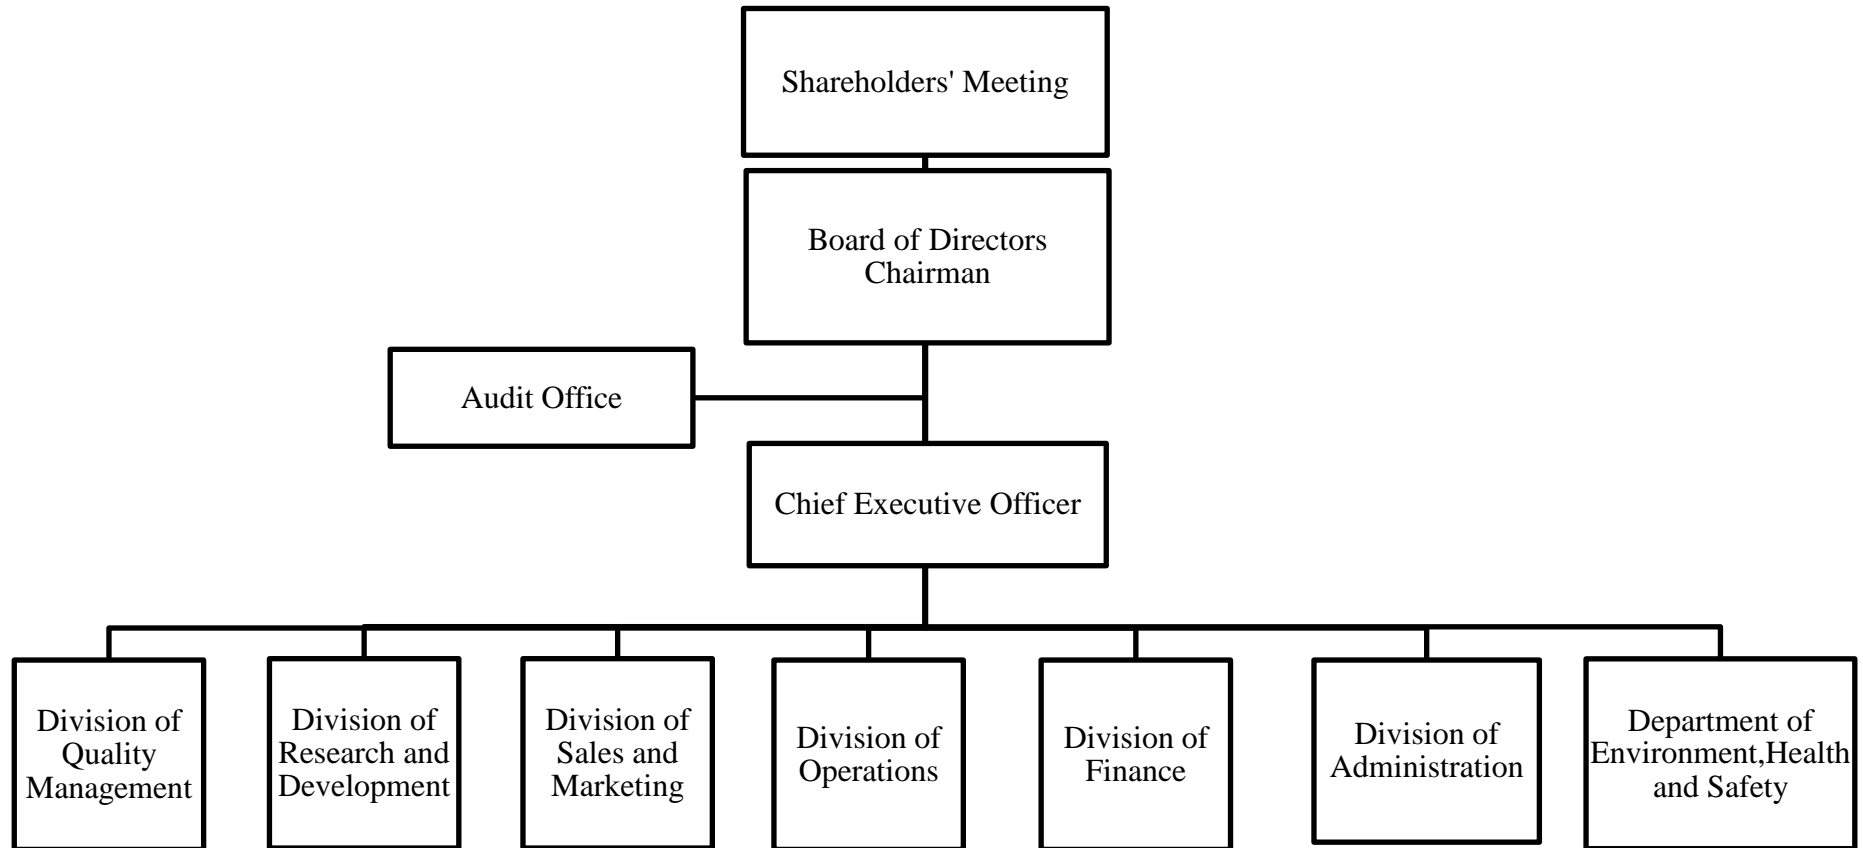 Shareholders' Meeting
Board of Directors
Chairman
Audit Office
Chief Executive Officer
Division of
Quality
Management
Division of
Research and
Development
Division of
Sales and
Marketing
Division of
Operations
Division of
Finance
Division of
Administration
Department of
Environment,Health
and Safety